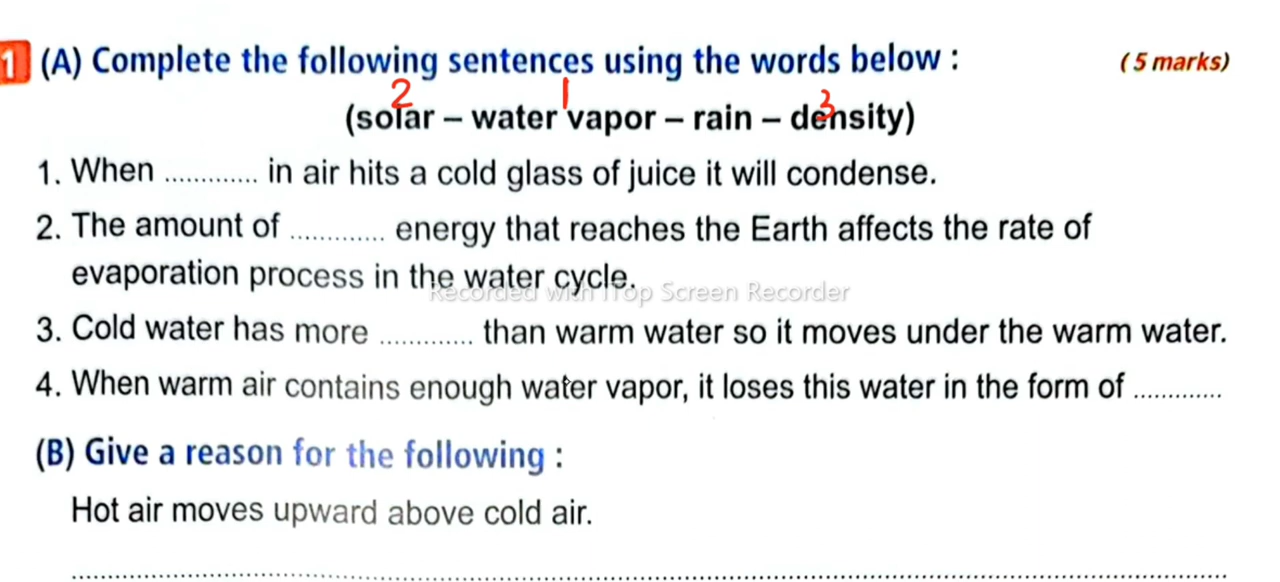 1 (A) Complete the following sentences using the words below : (5 marks)
2 1 3
(solar – water vapor – rain – density)
1. When ............. in air hits a cold glass of juice it will condense.
2. The amount of ............. energy that reaches the Earth affects the rate of
evaporation process in the water cycle.
Recorded with iTop Screen Recorder
3. Cold water has more ............. than warm water so it moves under the warm water.
4. When warm air contains enough water vapor, it loses this water in the form of .............
(B) Give a reason for the following :
Hot air moves upward above cold air.